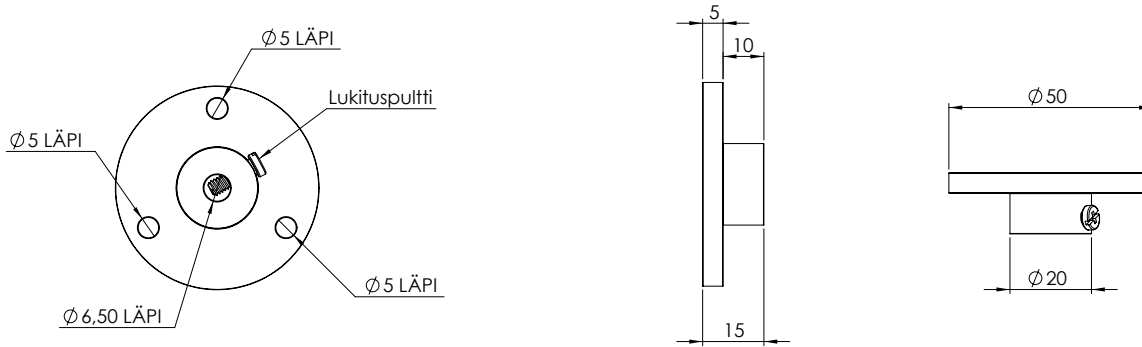 ∅5 LÄPI
Lukituspultti
∅5 LÄPI
∅5 LÄPI
∅6,50 LÄPI
5
10
15
∅50
∅20